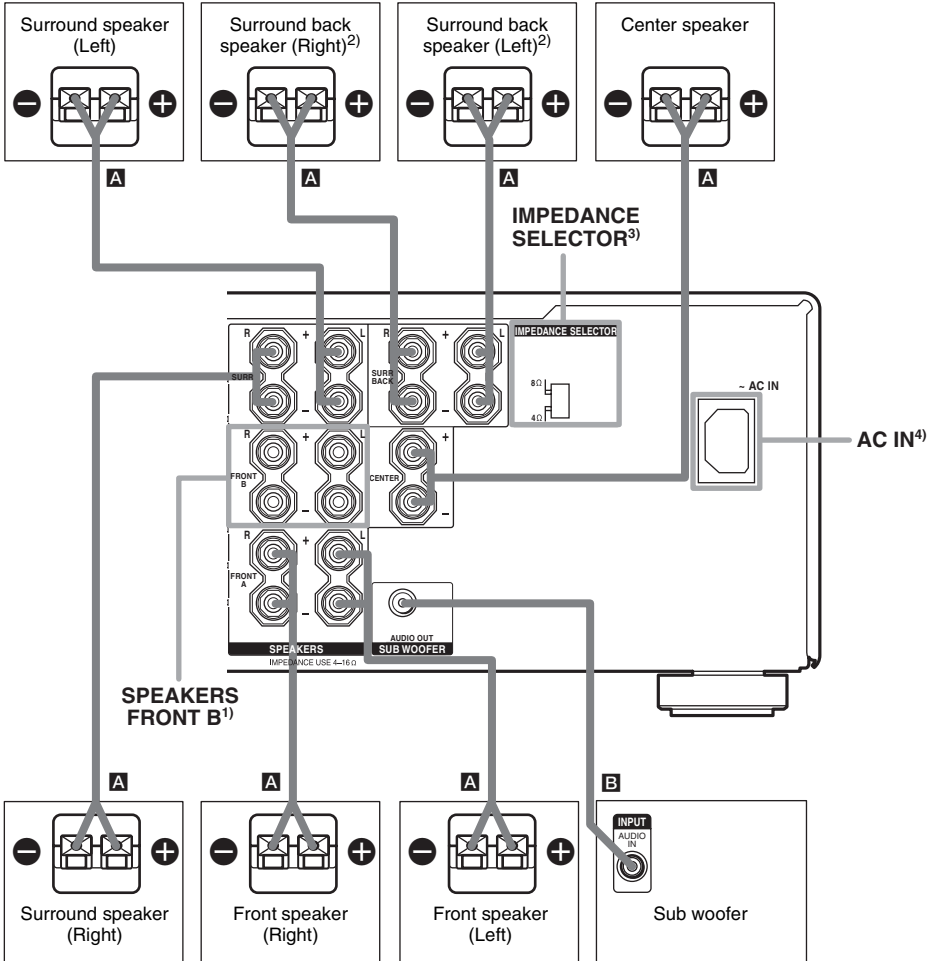 Surround speaker
(Left)
Surround back
speaker (Right)2)
Surround back
speaker (Left)2)
Center speaker
A
A
A
A
IMPEDANCE
SELECTOR3)
R + L
SURR
–
R + L
SURR
BACK
–
IMPEDANCE SELECTOR
8Ω
4Ω
~ AC IN
AC IN4)
R
FRONT
B
–
+
CENTER
–
R + L
FRONT
A
–
AUDIO OUT
SPEAKERS
SUB WOOFER
IMPEDANCE USE 4–16 Ω
SPEAKERS
FRONT B1)
A
A
A
B
INPUT
AUDIO
IN
Surround speaker
(Right)
Front speaker
(Right)
Front speaker
(Left)
Sub woofer